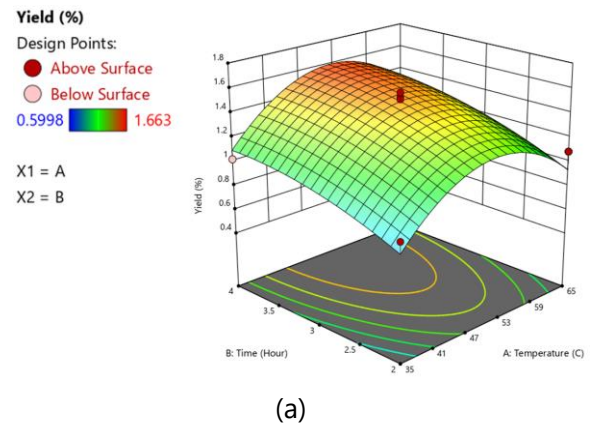 Yield (%)
Design Points:
Above Surface
Below Surface
0.5998 1.663
X1 = A
X2 = B
1.8
1.6
1.4
1.2
1
0.8
0.6
0.4
Yield (%)
4
3.5
3
2.5
2
B: Time (Hour)
35
41
47
53
59
65
A: Temperature (C)
(a)